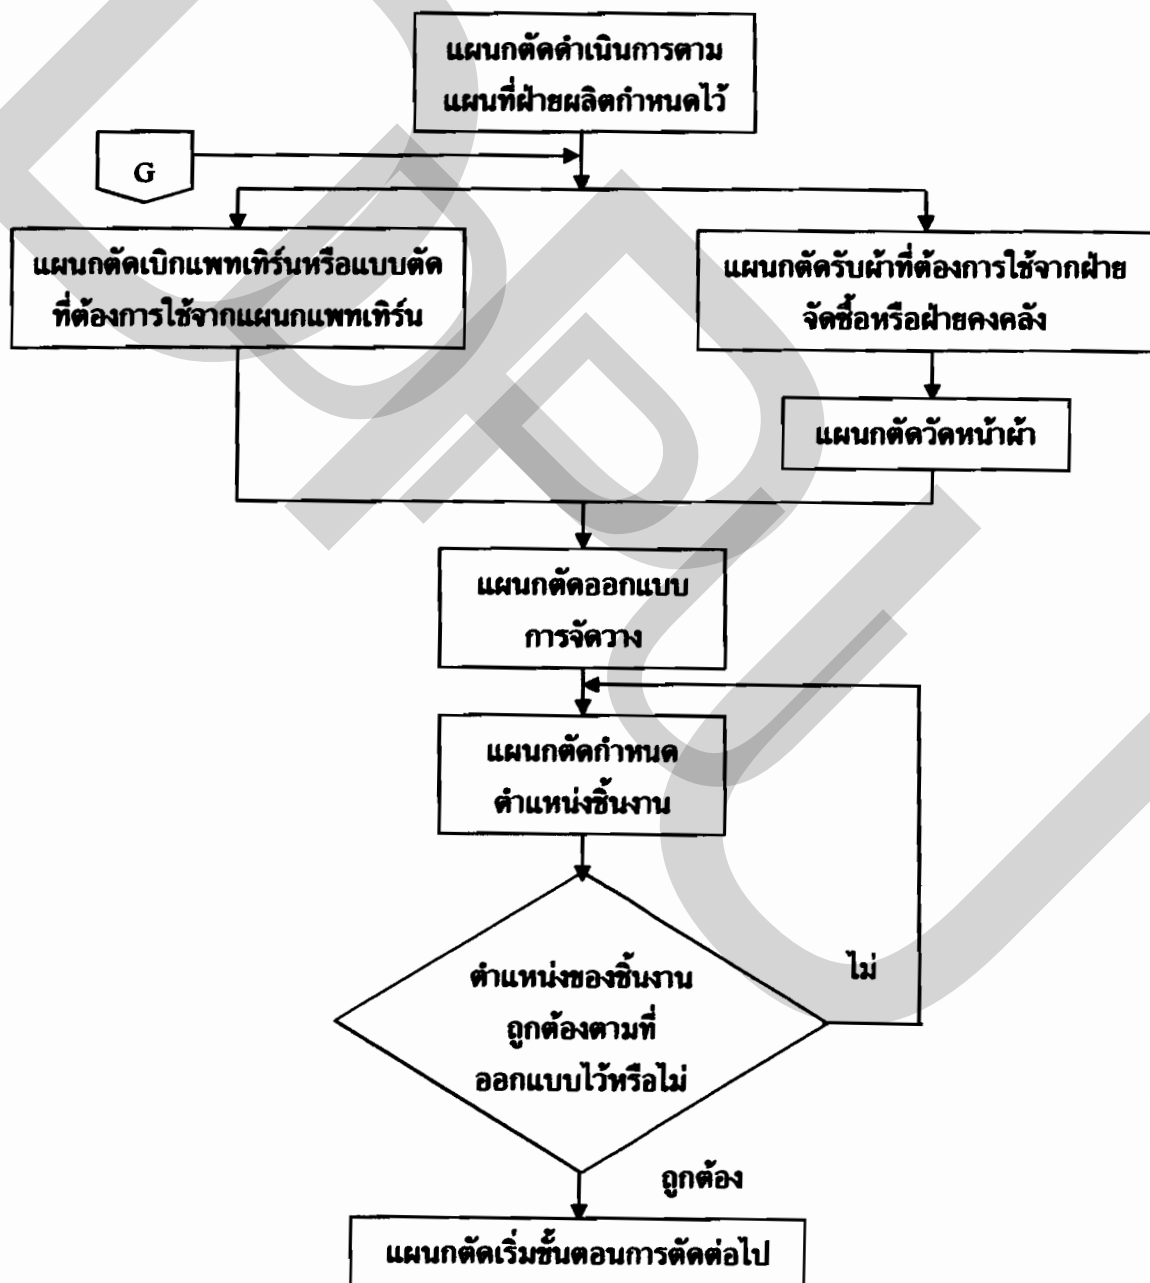 แผนกตัดดำเนินการตาม
แผนที่ฝ่ายผลิตกำหนดไว้
G
แผนกตัดเบิกแพทเทิร์นหรือแบบตัด
ที่ต้องการใช้จากแผนกแพทเทิร์น
แผนกตัดรับผ้าที่ต้องการใช้จากฝ่าย
จัดซื้อหรือฝ่ายคงคลัง
แผนกตัดวัดหน้าผ้า
แผนกตัดออกแบบ
การจัดวาง
แผนกตัดกำหนด
ตำแหน่งชิ้นงาน
ตำแหน่งของชิ้นงาน
ถูกต้องตามที่
ออกแบบไว้หรือไม่
ไม่
ถูกต้อง
แผนกตัดเริ่มขั้นตอนการตัดต่อไป